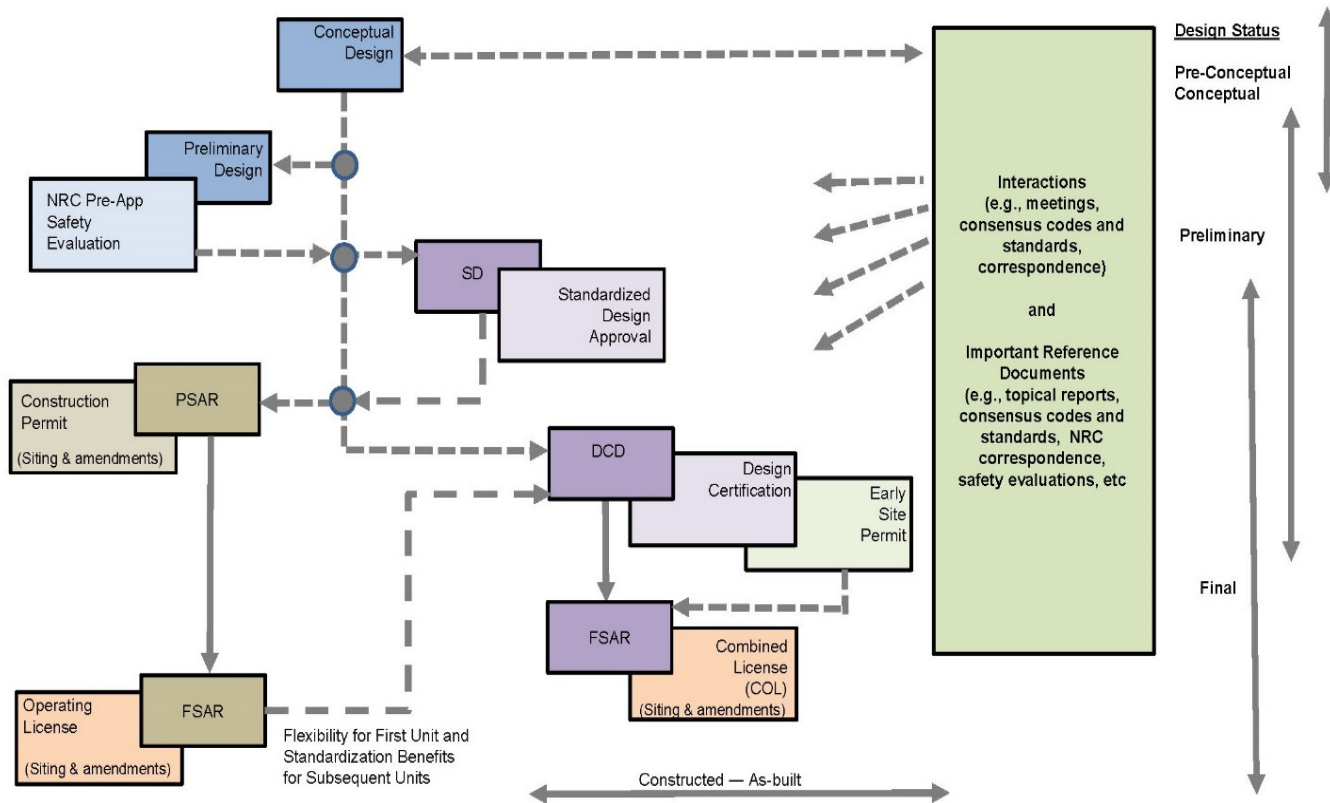 Conceptual
Design
Design Status
Pre-Conceptual
Conceptual
Preliminary
Design
NRC Pre-App
Safety
Evaluation
Interactions
(e.g., meetings,
consensus codes and
standards,
correspondence)
and
Important Reference
Documents
(e.g., topical reports,
consensus codes and
standards, NRC
correspondence,
safety evaluations, etc
Preliminary
SD
Standardized
Design
Approval
PSAR
Construction
Permit
(Siting & amendments)
DCD
Design
Certification
Early
Site
Permit
Final
FSAR
Combined
License
(COL)
(Siting & amendments)
Operating
License
(Siting & amendments)
FSAR
Flexibility for First Unit and
Standardization Benefits
for Subsequent Units
Constructed — As-built